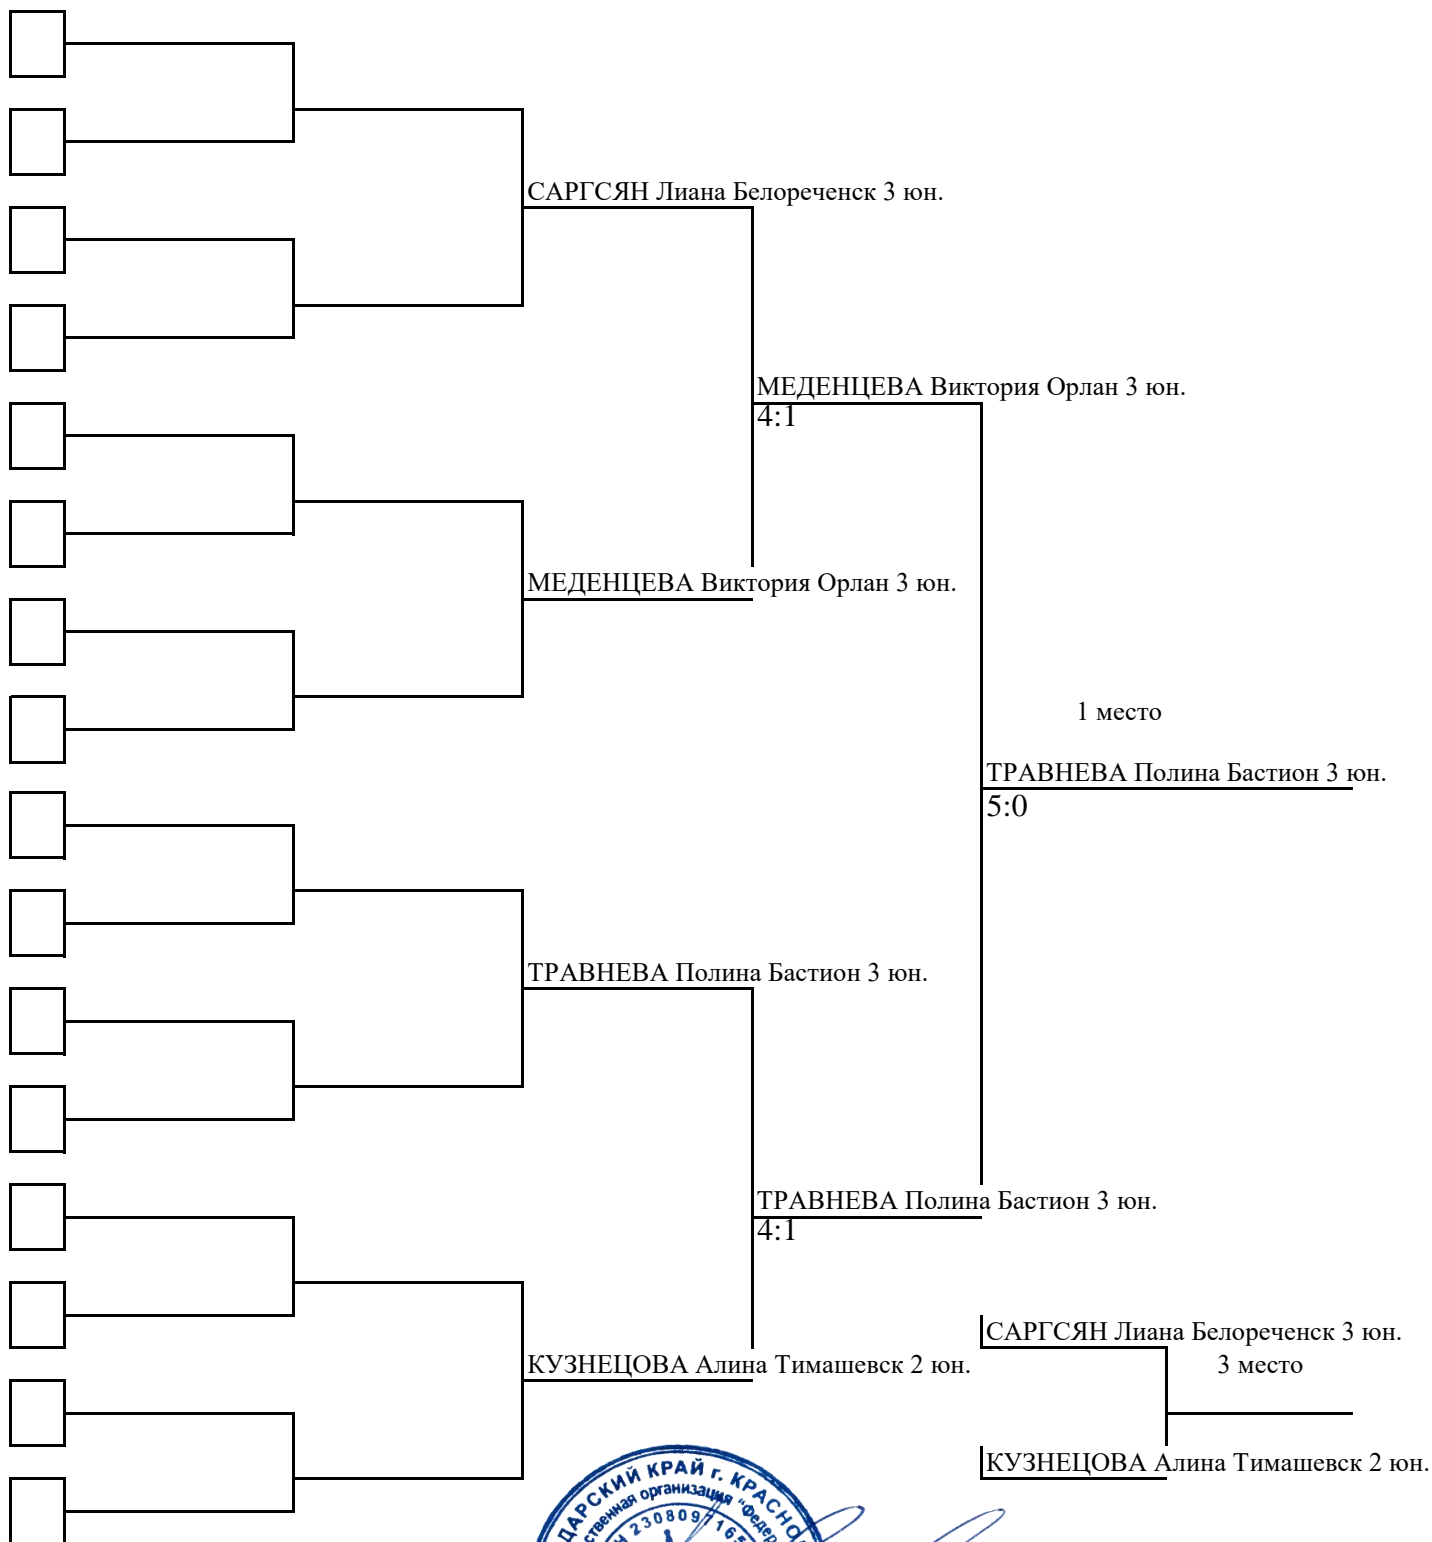 САРГСЯН Лиана Белореченск 3 юн.
МЕДЕНЦЕВА Виктория Орлан 3 юн.
4:1
МЕДЕНЦЕВА Виктория Орлан 3 юн.
1 место
ТРАВНЕВА Полина Бастион 3 юн.
5:0
ТРАВНЕВА Полина Бастион 3 юн.
ТРАВНЕВА Полина Бастион 3 юн.
4:1
САРГСЯН Лиана Белореченск 3 юн.
КУЗНЕЦОВА Алина Тимашевск 2 юн.
3 место
КУЗНЕЦОВА Алина Тимашевск 2 юн.
КРАЙ г.
организация